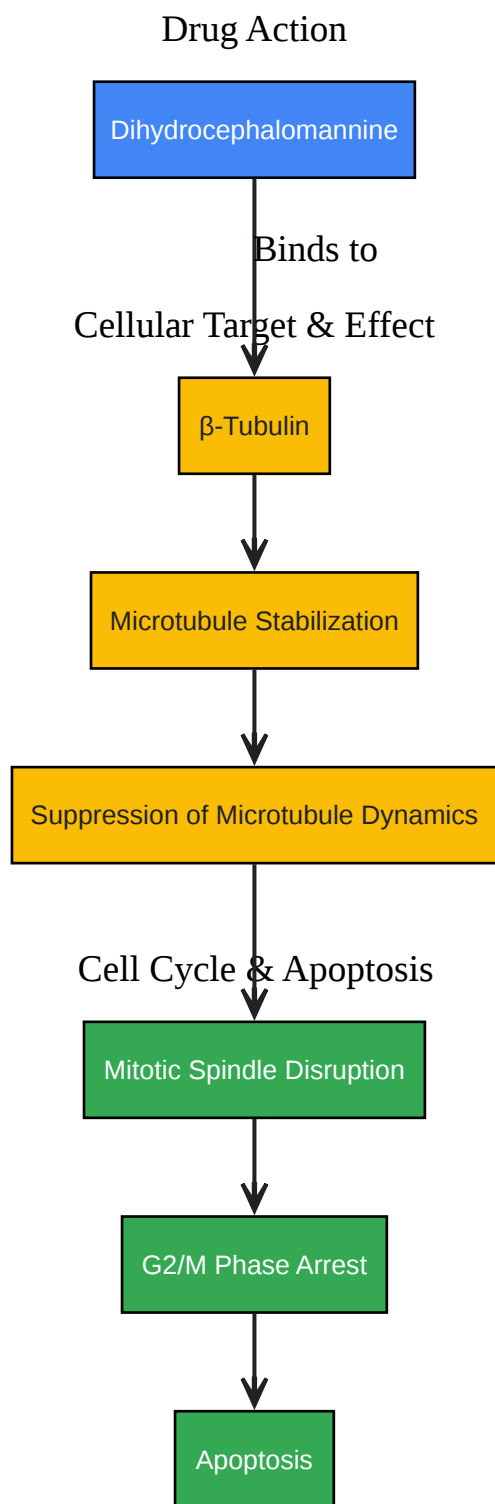 Drug Action
Dihydrocephalomannine
Binds to
Cellular Target & Effect
β-Tubulin
Microtubule Stabilization
Suppression of Microtubule Dynamics
Cell Cycle & Apoptosis
Mitotic Spindle Disruption
G2/M Phase Arrest
Apoptosis